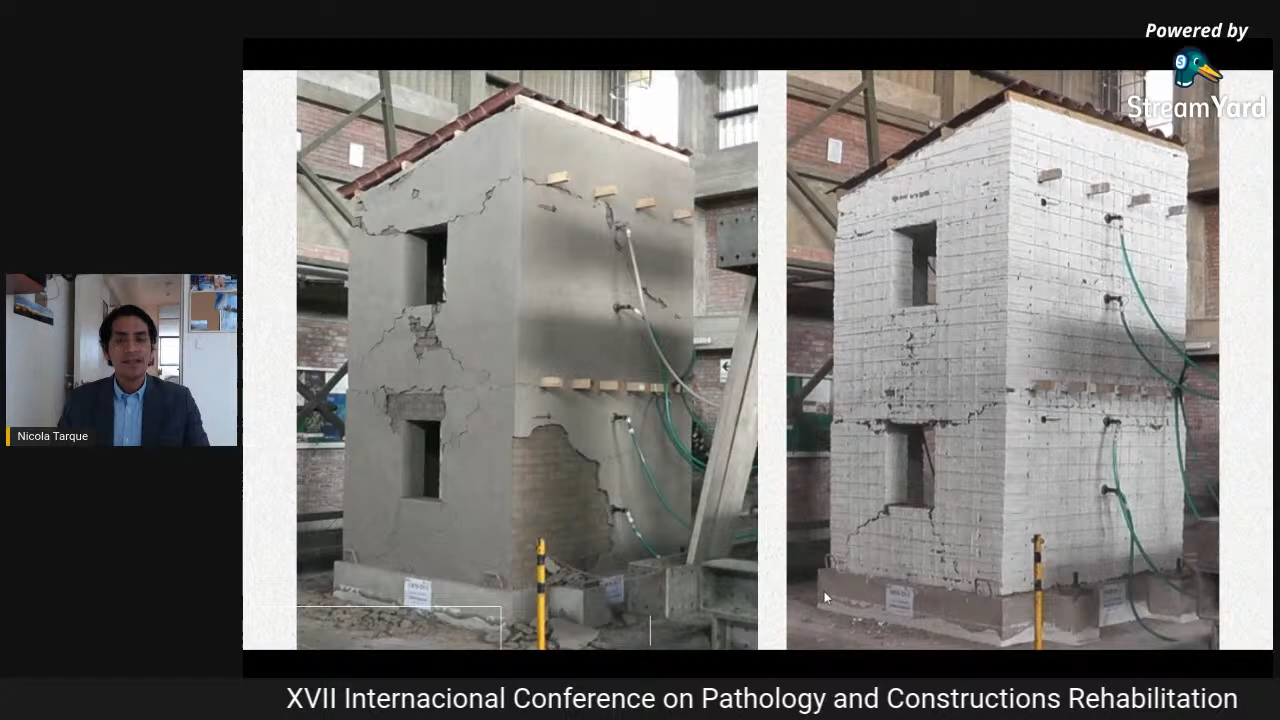 Powered by
StreamYard
Nicola Tarque
XVII Internacional Conference on Pathology and Constructions Rehabilitation